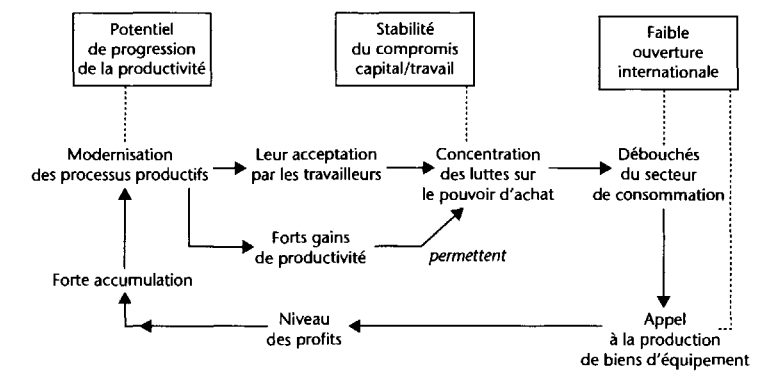 Potentiel
de progression
de la productivité
Stabilité
du compromis
capital/travail
Faible
ouverture
internationale
Modernisation
des processus productifs
Leur acceptation
par les travailleurs
Concentration
des luttes sur
le pouvoir d'achat
Débouchés
du secteur
de consommation
Forts gains
de productivité
permettent
Forte accumulation
Niveau
des profits
Appel
à la production
de biens d'équipement